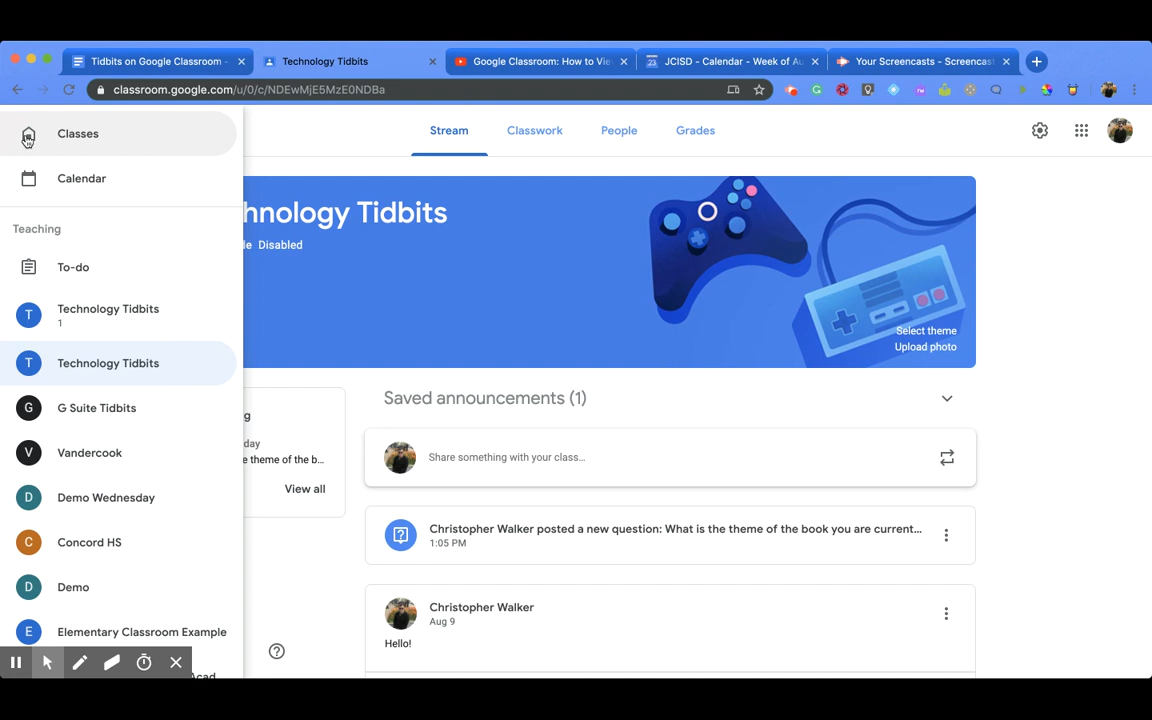 Tidbits on Google Classroom -
Technology Tidbits
Google Classroom: How to Vie
JCISD - Calendar - Week of Au
Your Screencasts - Screencast
classroom.google.com/u/0/c/NDEwMjE5MzE0NDBa
Classes
Calendar
Teaching
To-do
T Technology Tidbits
1
T Technology Tidbits
G G Suite Tidbits
V Vandercook
D Demo Wednesday
C Concord HS
D Demo
E Elementary Classroom Example
Acad
Stream
Classwork
People
Grades
hnology Tidbits
le Disabled
Select theme
Upload photo
g
day
e theme of the b...
View all
Saved announcements (1)
Share something with your class...
Christopher Walker posted a new question: What is the theme of the book you are current...
1:05 PM
Christopher Walker
Aug 9
Hello!